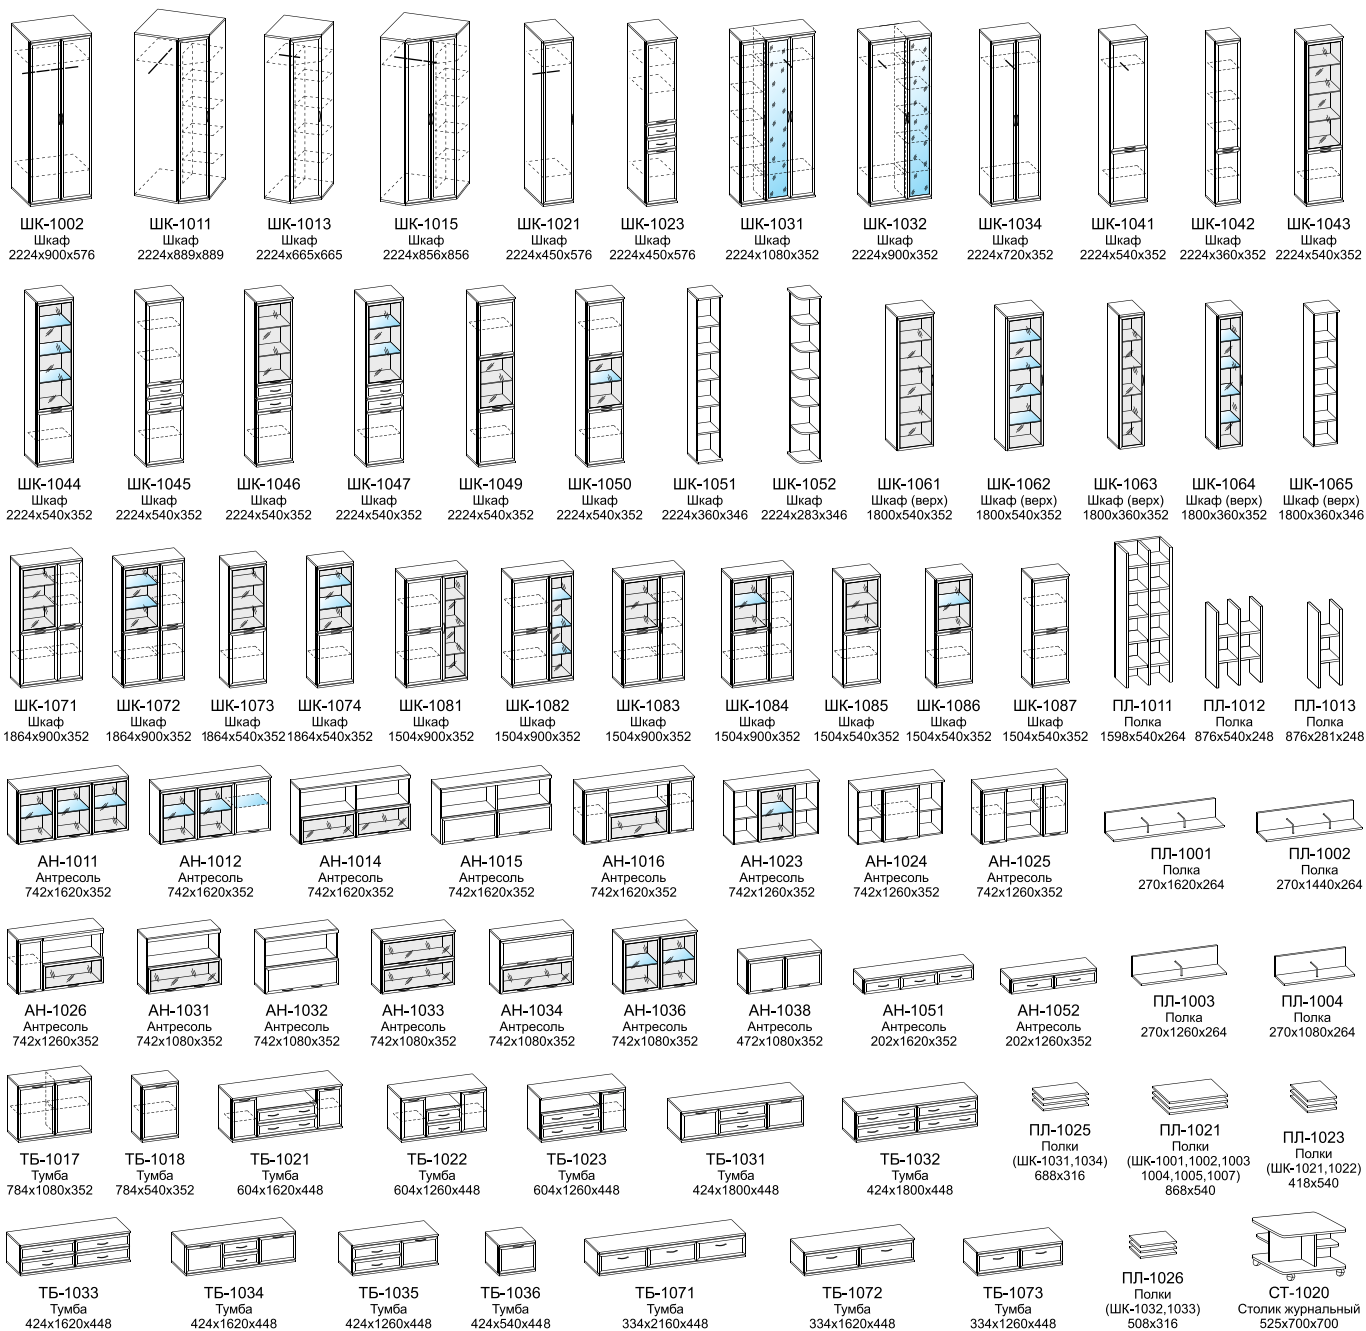 ШК-1002
Шкаф
2224x900x576
ШК-1011
Шкаф
2224x889x889
ШК-1013
Шкаф
2224x665x665
ШК-1015
Шкаф
2224x856x856
ШК-1021
Шкаф
2224x450x576
ШК-1023
Шкаф
2224x450x576
ШК-1031
Шкаф
2224x1080x352
ШК-1032
Шкаф
2224x900x352
ШК-1034
Шкаф
2224x720x352
ШК-1041
Шкаф
2224x540x352
ШК-1042
Шкаф
2224x360x352
ШК-1043
Шкаф
2224x540x352
ШК-1044
Шкаф
2224x540x352
ШК-1045
Шкаф
2224x540x352
ШК-1046
Шкаф
2224x540x352
ШК-1047
Шкаф
2224x540x352
ШК-1049
Шкаф
2224x540x352
ШК-1050
Шкаф
2224x540x352
ШК-1051
Шкаф
2224x360x346
ШК-1052
Шкаф
2224x283x346
ШК-1061
Шкаф (верх)
1800x540x352
ШК-1062
Шкаф (верх)
1800x540x352
ШК-1063
Шкаф (верх)
1800x360x352
ШК-1064
Шкаф (верх)
1800x360x352
ШК-1065
Шкаф (верх)
1800x360x346
ШК-1071
Шкаф
1864x900x352
ШК-1072
Шкаф
1864x900x352
ШК-1073
Шкаф
1864x540x352
ШК-1074
Шкаф
1864x540x352
ШК-1081
Шкаф
1504x900x352
ШК-1082
Шкаф
1504x900x352
ШК-1083
Шкаф
1504x900x352
ШК-1084
Шкаф
1504x900x352
ШК-1085
Шкаф
1504x540x352
ШК-1086
Шкаф
1504x540x352
ШК-1087
Шкаф
1504x540x352
ПЛ-1011
Полка
1598x540x264
ПЛ-1012
Полка
876x540x248
ПЛ-1013
Полка
876x281x248
АН-1011
Антресоль
742x1620x352
АН-1012
Антресоль
742x1620x352
АН-1014
Антресоль
742x1620x352
АН-1015
Антресоль
742x1620x352
АН-1016
Антресоль
742x1620x352
АН-1023
Антресоль
742x1260x352
АН-1024
Антресоль
742x1260x352
АН-1025
Антресоль
742x1260x352
ПЛ-1001
Полка
270x1620x264
ПЛ-1002
Полка
270x1440x264
АН-1026
Антресоль
742x1260x352
АН-1031
Антресоль
742x1080x352
АН-1032
Антресоль
742x1080x352
АН-1033
Антресоль
742x1080x352
АН-1034
Антресоль
742x1080x352
АН-1036
Антресоль
742x1080x352
АН-1038
Антресоль
472x1080x352
АН-1051
Антресоль
202x1620x352
АН-1052
Антресоль
202x1260x352
ПЛ-1003
Полка
270x1260x264
ПЛ-1004
Полка
270x1080x264
ТБ-1017
Тумба
784x1080x352
ТБ-1018
Тумба
784x540x352
ТБ-1021
Тумба
604x1620x448
ТБ-1022
Тумба
604x1260x448
ТБ-1023
Тумба
604x1260x448
ТБ-1031
Тумба
424x1800x448
ТБ-1032
Тумба
424x1800x448
ПЛ-1025
Полки
(ШК-1031,1034)
688x316
ПЛ-1021
Полки
(ШК-1001,1002,1003
1004,1005,1007)
868x540
ПЛ-1023
Полки
(ШК-1021,1022)
418x540
ТБ-1033
Тумба
424x1620x448
ТБ-1034
Тумба
424x1620x448
ТБ-1035
Тумба
424x1260x448
ТБ-1036
Тумба
424x540x448
ТБ-1071
Тумба
334x2160x448
ТБ-1072
Тумба
334x1620x448
ТБ-1073
Тумба
334x1260x448
ПЛ-1026
Полки
(ШК-1032,1033)
508x316
СТ-1020
Столик журнальный
525x700x700